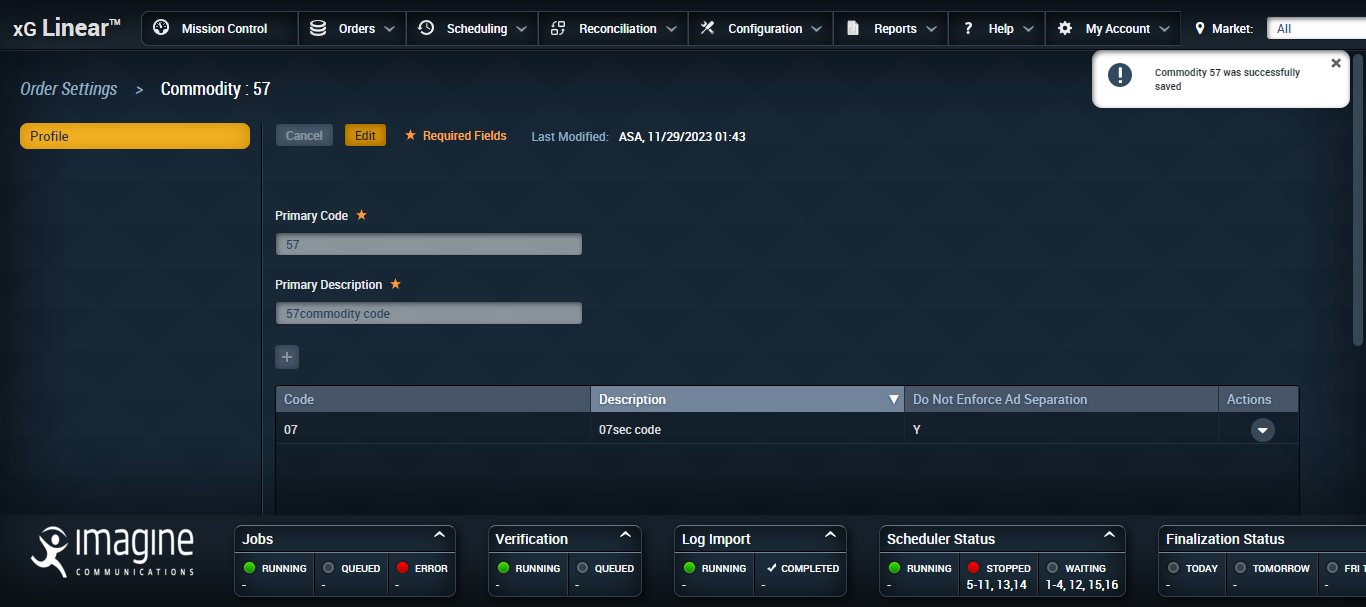 xG Linear™ Mission Control Orders Scheduling Reconciliation Configuration Reports ? Help My Account Market: All
Commodity 57 was successfully
saved
Order Settings > Commodity : 57
Profile
Cancel Edit ★ Required Fields Last Modified: ASA, 11/29/2023 01:43
Primary Code ★
57
Primary Description ★
57commodity code
+
Code Description Do Not Enforce Ad Separation Actions
07 07sec code Y
imagine
COMMUNICATIONS
Jobs Verification Log Import Scheduler Status Finalization Status
RUNNING QUEUED ERROR RUNNING QUEUED RUNNING COMPLETED RUNNING STOPPED WAITING TODAY TOMORROW FRI
- - - - - - - - 5-11, 13,14 1-4, 12, 15,16 - - -